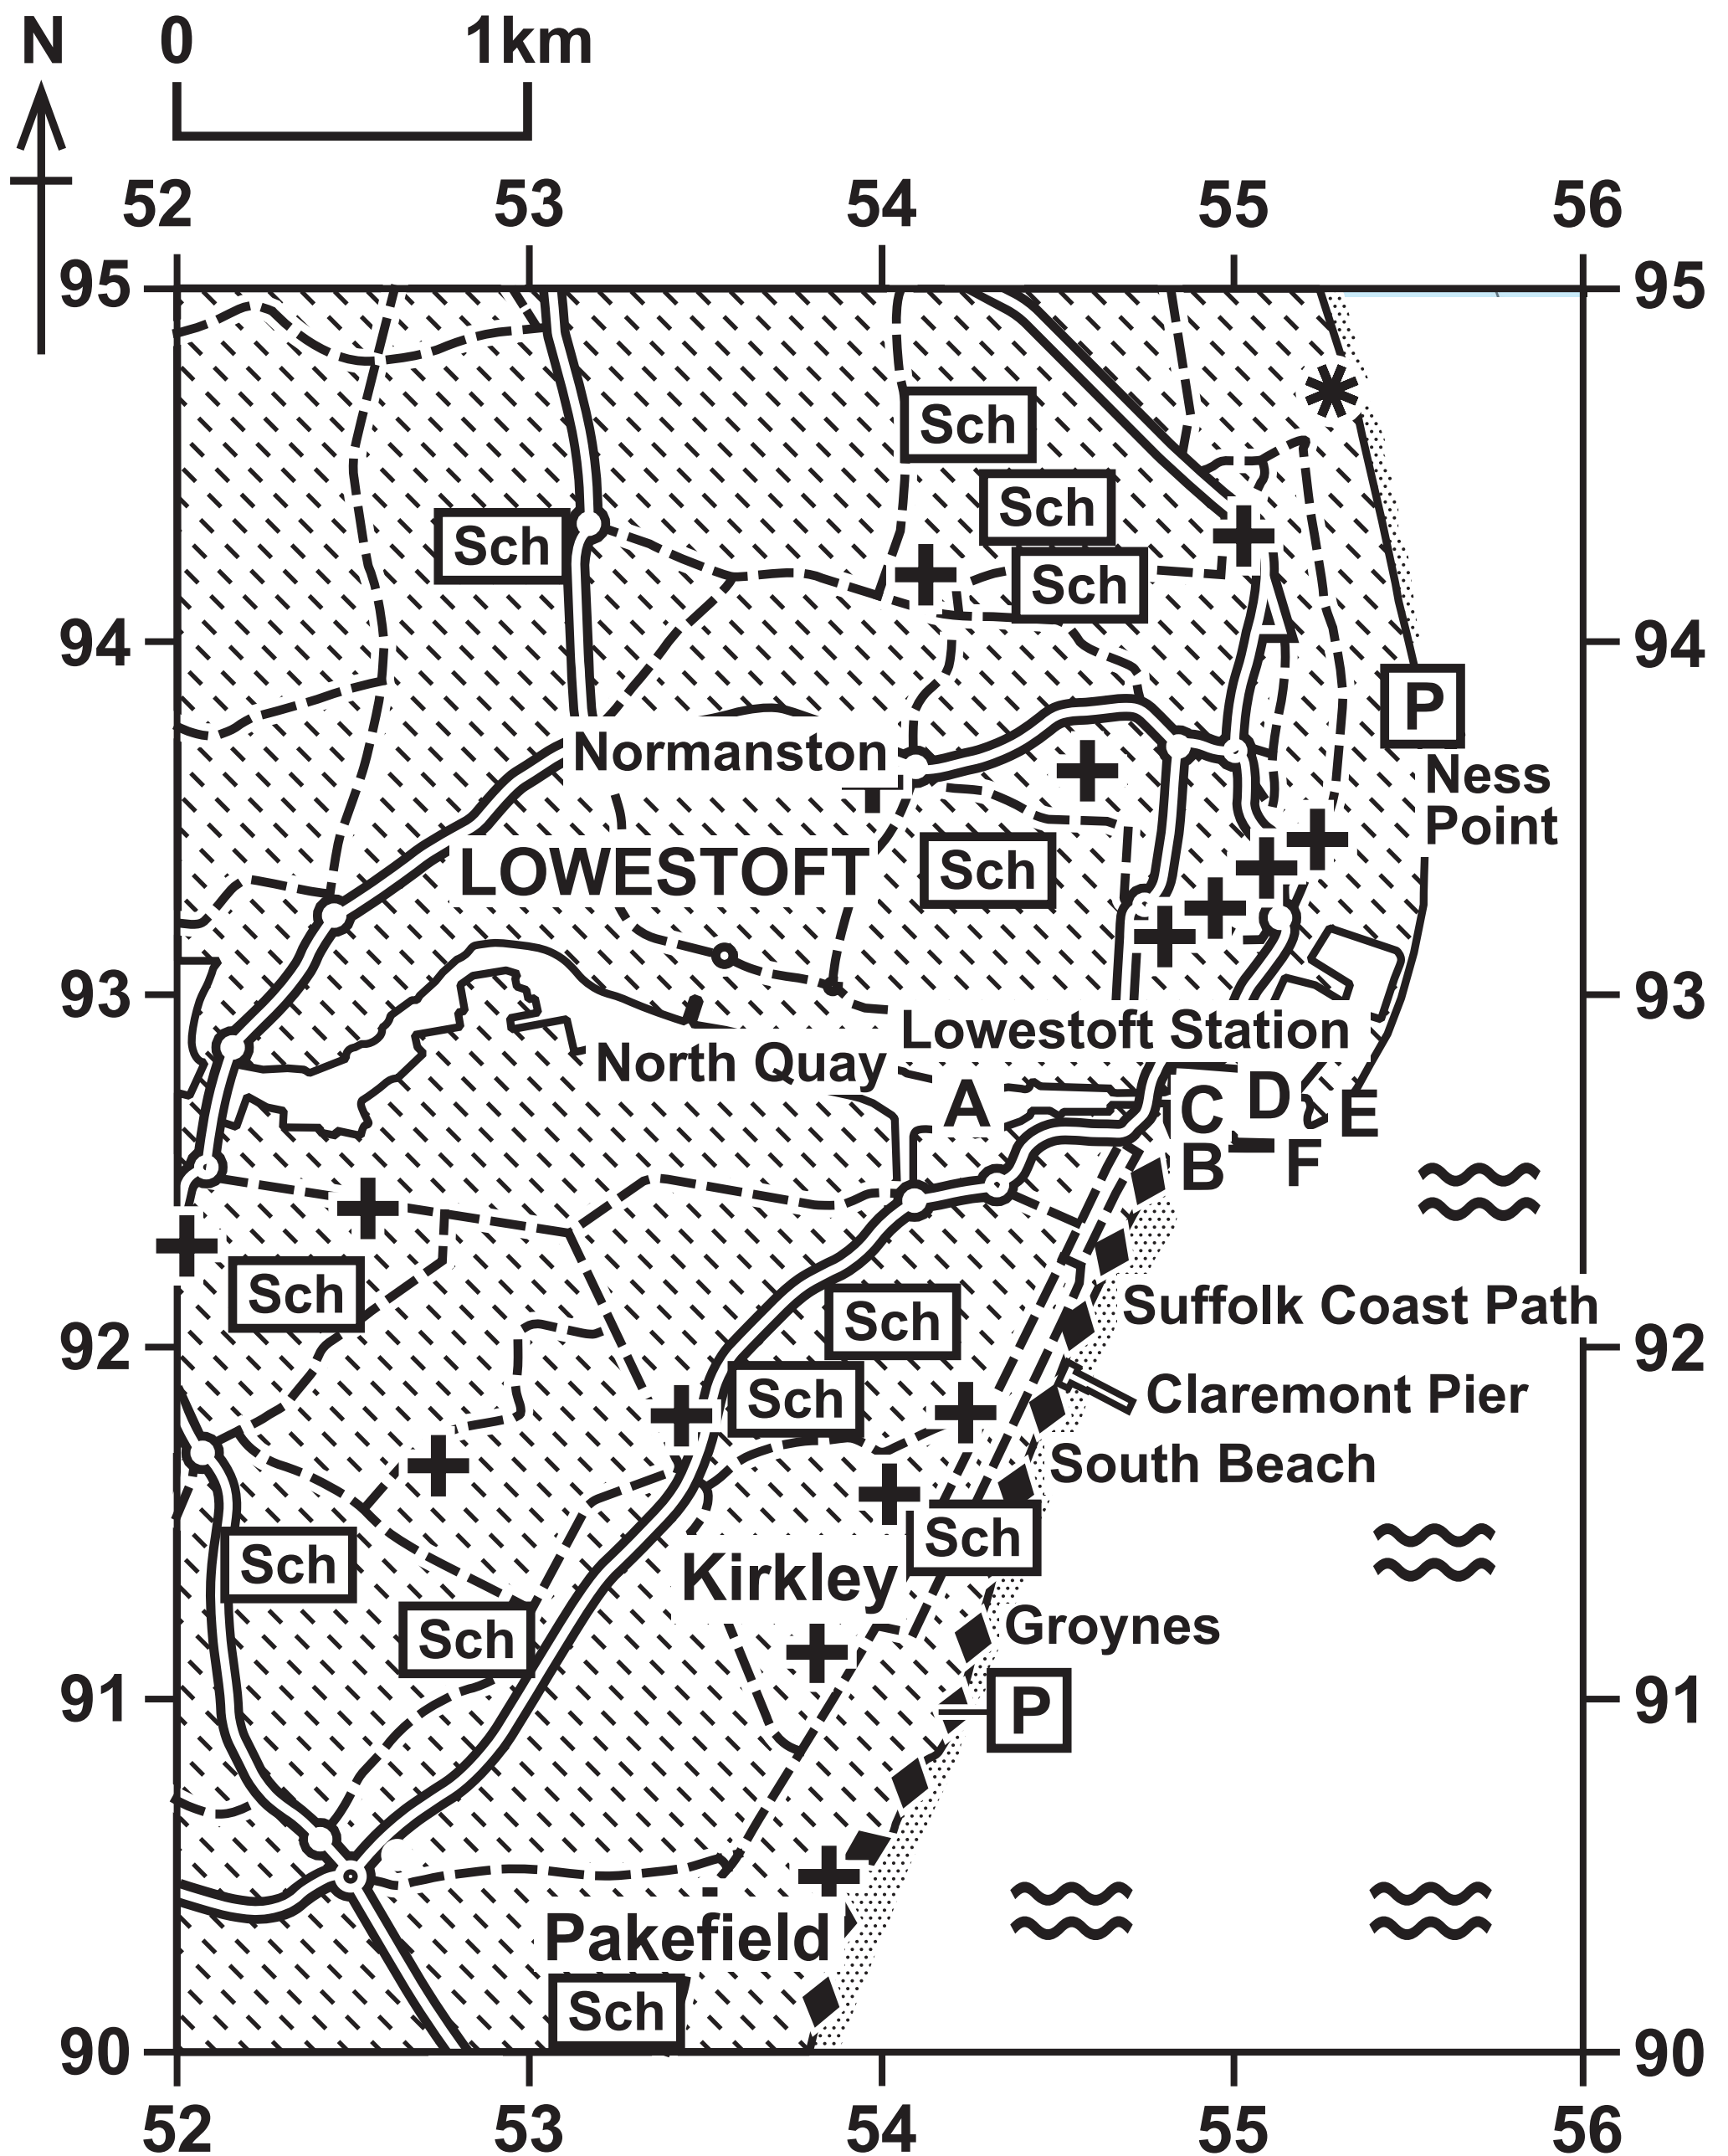 N 0 1km
52 53 54 55 56
95 95
Sch
Sch
Sch
Sch
94 94
P
Normanston
Ness
Point
LOWESTOFT
Sch
93 93
Lowestoft Station
North Quay
A C D E
B F
Sch
Suffolk Coast Path
Sch
92 92
Claremont Pier
Sch
South Beach
Sch
Sch
Kirkley
Groynes
Sch
91 91
P
Pakefield
Sch
90 90
52 53 54 55 56